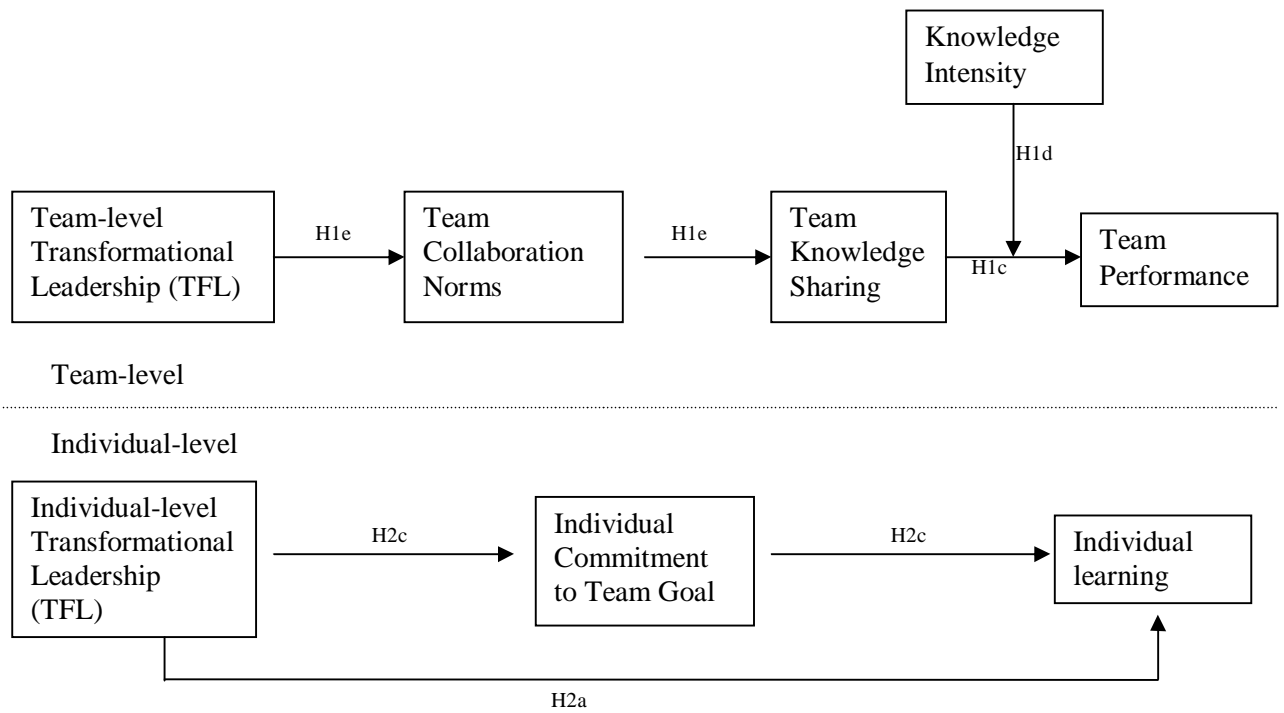 Knowledge
Intensity
H1d
Team-level
Transformational
Leadership (TFL)
H1e
Team
Collaboration
Norms
H1e
Team
Knowledge
Sharing
H1c
Team
Performance
Team-level
Individual-level
Individual-level
Transformational
Leadership
(TFL)
H2c
Individual
Commitment
to Team Goal
H2c
Individual
learning
H2a